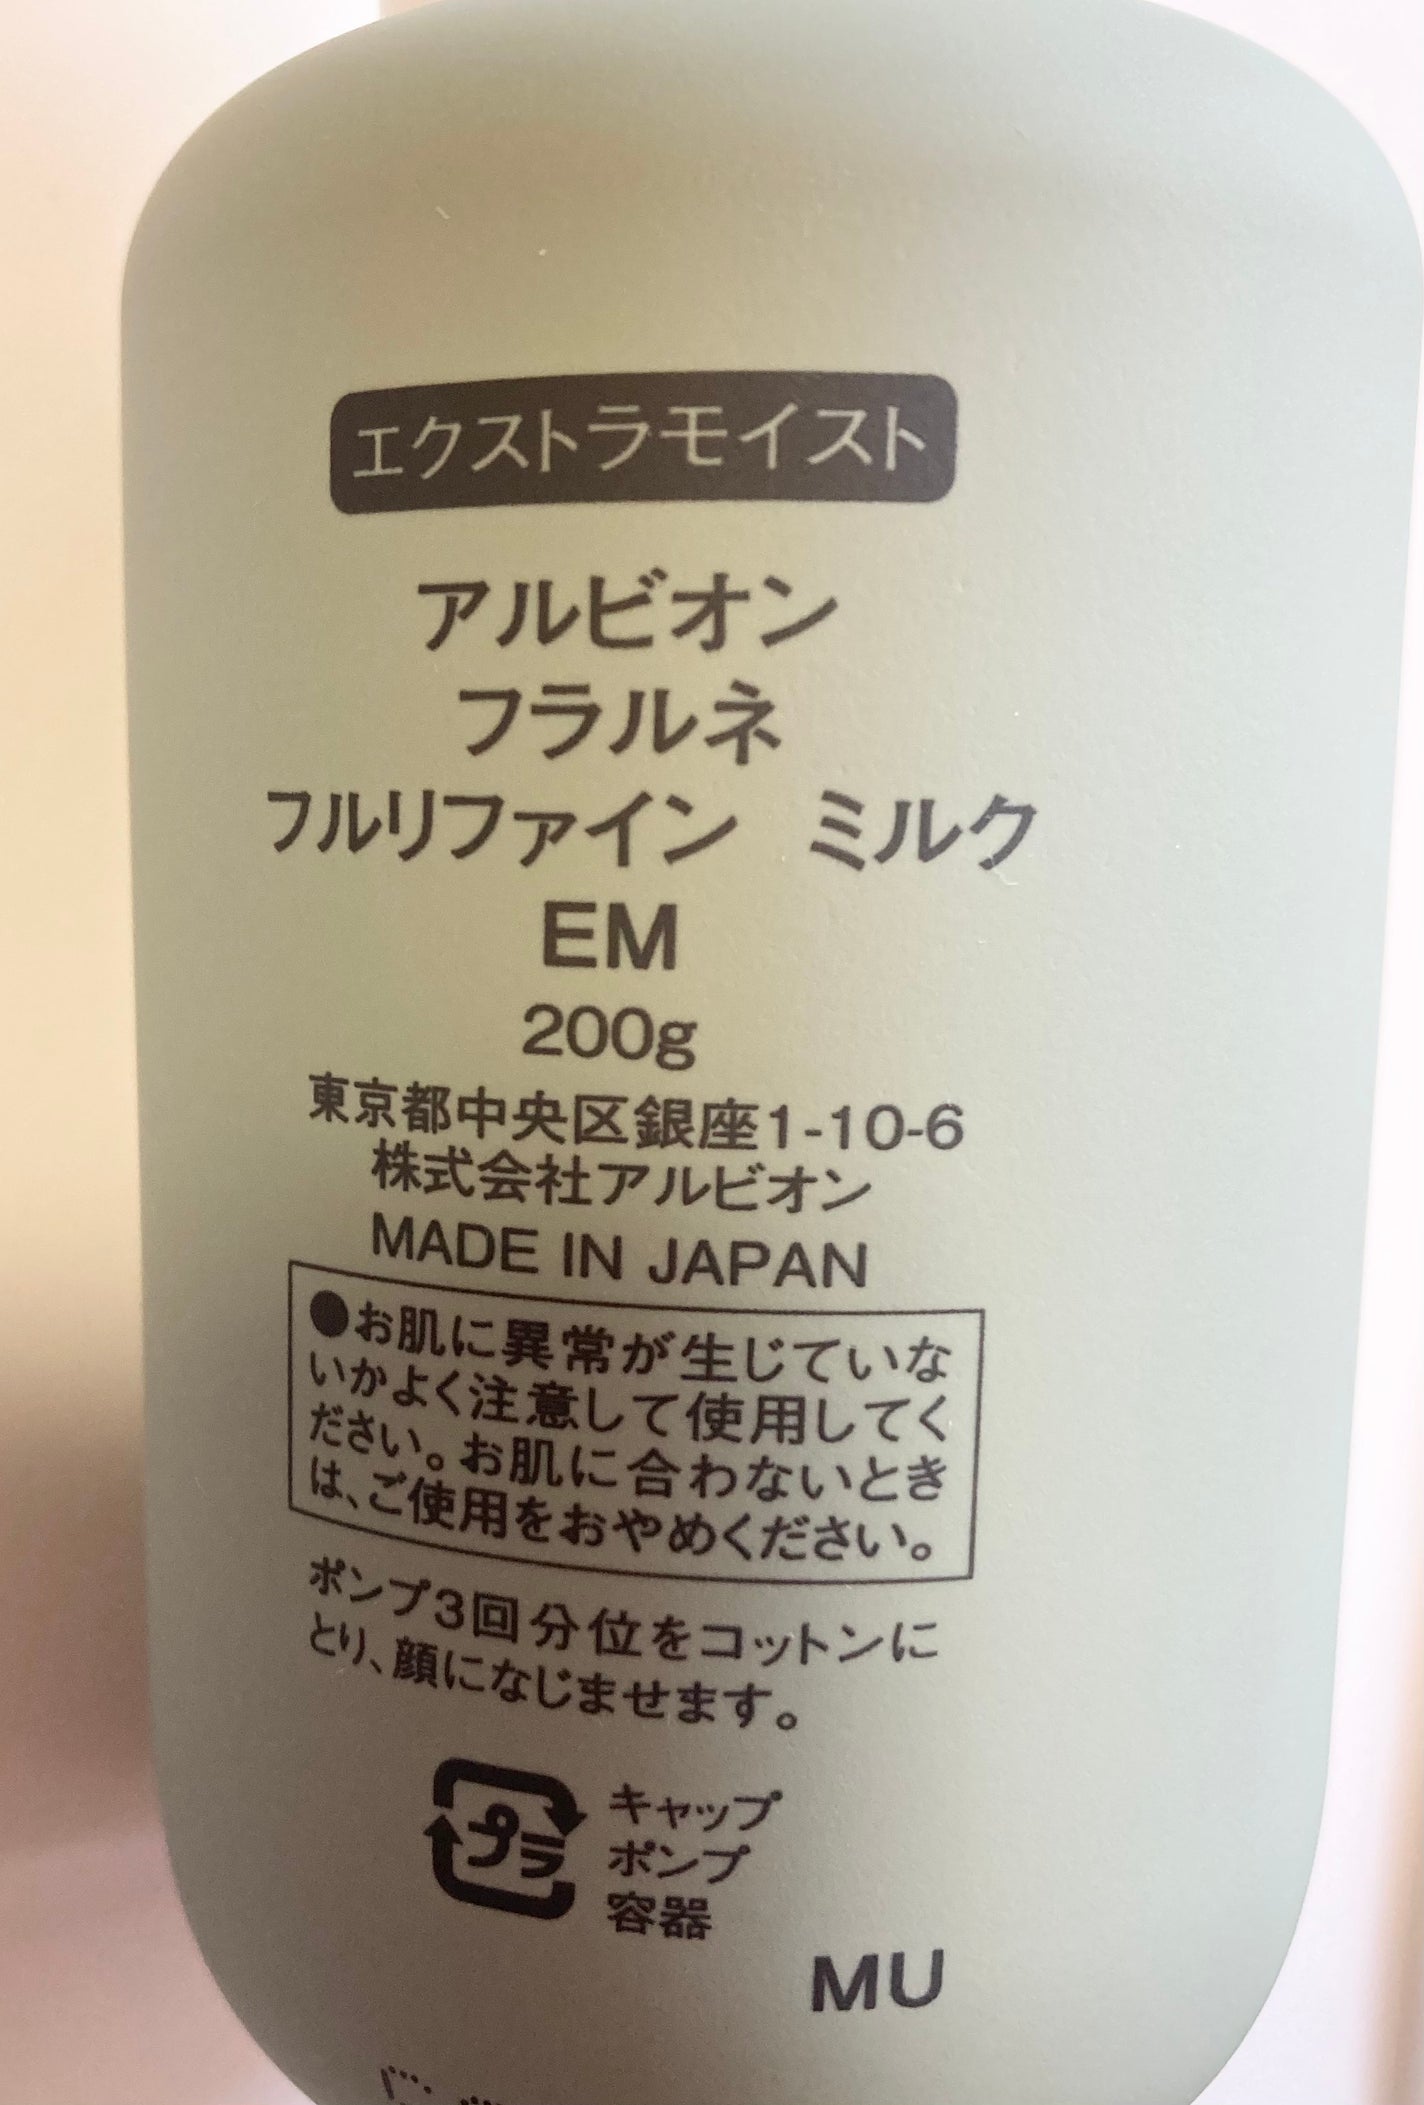 エクストラモイスト
アルビオン
フラルネ
フルリファイン ミルク
EM
200g
東京都中央区銀座1-10-6
株式会社アルビオン
MADE IN JAPAN
●お肌に異常が生じていな
いかよく注意して使用してく
ださい。お肌に合わないとき
は、ご使用をおやめください。
ポンプ3回分位をコットンに
とり、顔になじませます。
プラ
キャップ
ポンプ
容器
MU